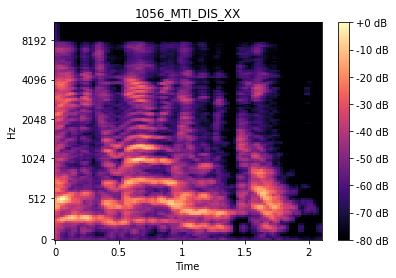 1056_MTI_DIS_XX
+0 dB
8192
-10 dB
4096
-20 dB
-30 dB
2048
Hz
-40 dB
1024
-50 dB
512
-60 dB
-70 dB
0
-80 dB
0
0.5
1
1.5
2
Time